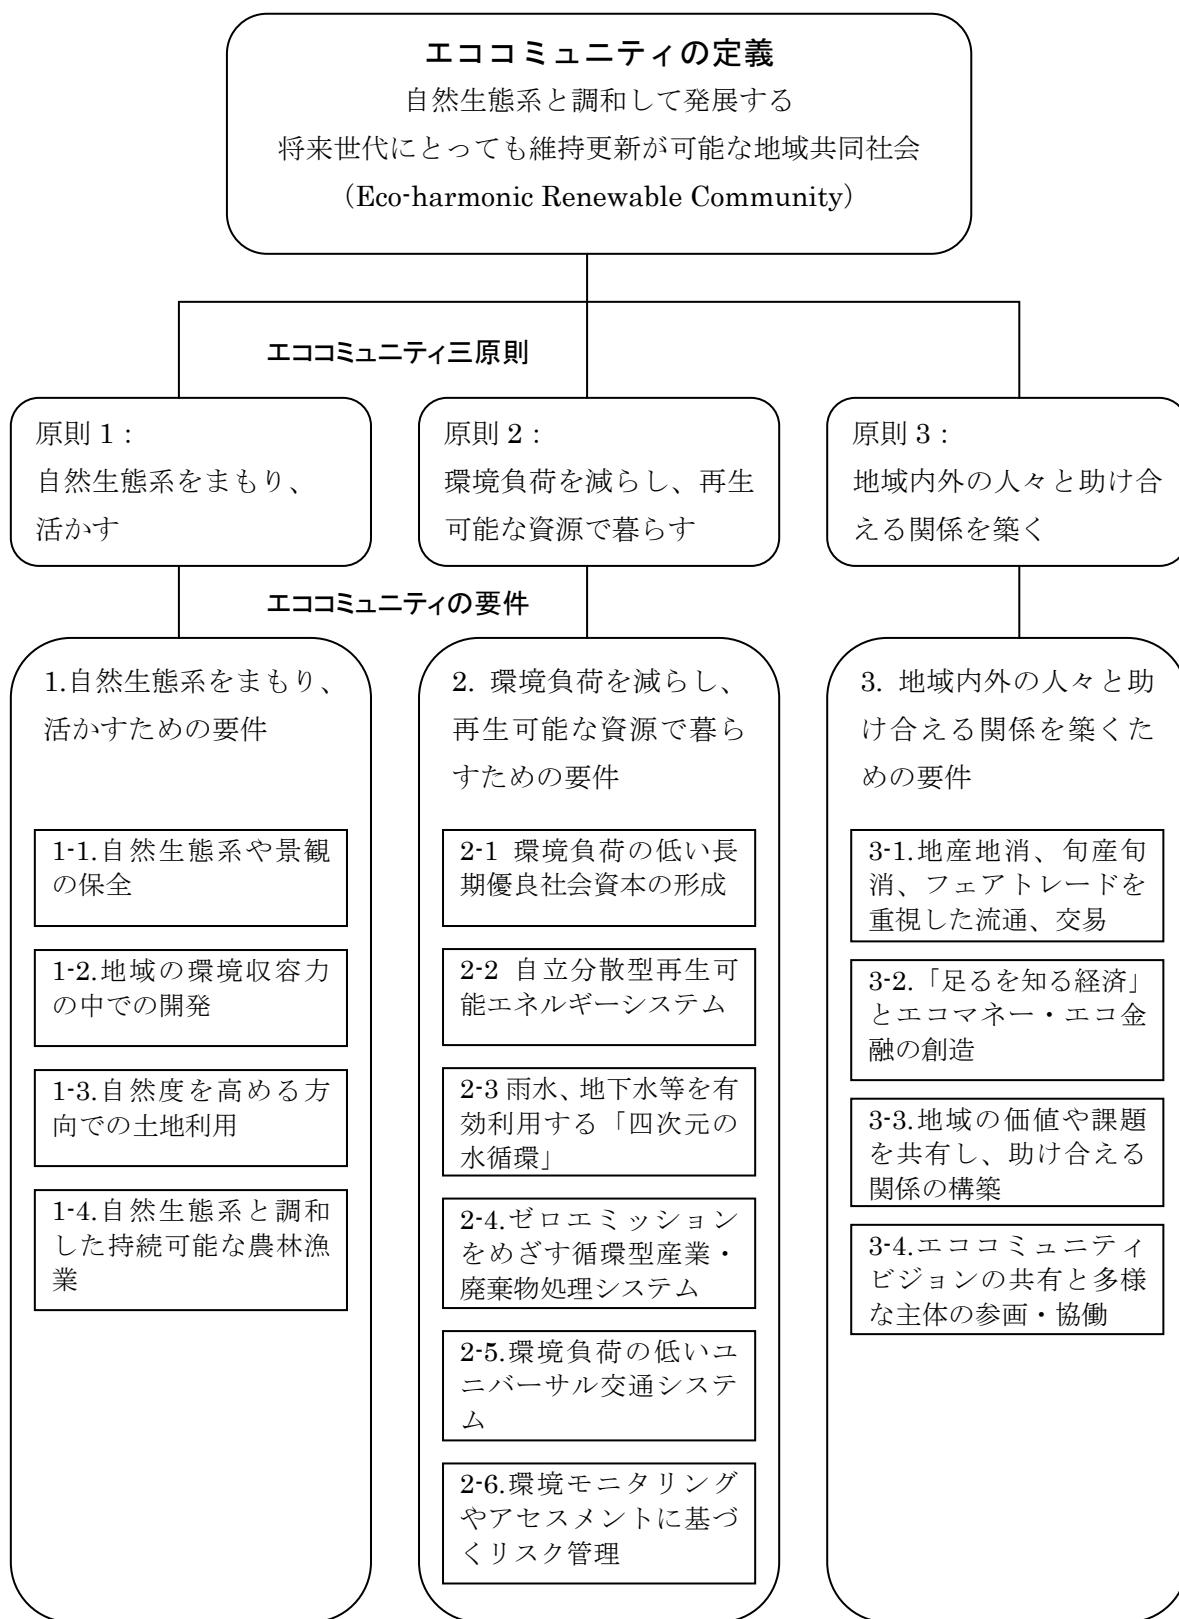 エココミュニティの定義
自然生態系と調和して発展する
将来世代にとっても維持更新が可能な地域共同社会
（Eco-harmonic Renewable Community）
エココミュニティ三原則
原則 1：
自然生態系をまもり、
活かす
原則 2：
環境負荷を減らし、再生
可能な資源で暮らす
原則 3：
地域内外の人々と助け合
える関係を築く
エココミュニティの要件
1.自然生態系をまもり、
活かすための要件
1-1.自然生態系や景観
の保全
1-2.地域の環境収容力
の中での開発
1-3.自然度を高める方
向での土地利用
1-4.自然生態系と調和
した持続可能な農林漁
業
2. 環境負荷を減らし、
再生可能な資源で暮ら
すための要件
2-1 環境負荷の低い長
期優良社会資本の形成
2-2 自立分散型再生可
能エネルギーシステム
2-3 雨水、地下水等を有
効利用する「四次元の
水循環」
2-4.ゼロエミッション
をめざす循環型産業・
廃棄物処理システム
2-5.環境負荷の低いユ
ニバーサル交通システ
ム
2-6.環境モニタリング
やアセスメントに基づ
くリスク管理
3. 地域内外の人々と助
け合える関係を築くた
めの要件
3-1.地産地消、旬産旬
消、フェアトレードを
重視した流通、交易
3-2.「足るを知る経済」
とエコマネー・エコ金
融の創造
3-3.地域の価値や課題
を共有し、助け合える
関係の構築
3-4.エココミュニティ
ビジョンの共有と多様
な主体の参画・協働